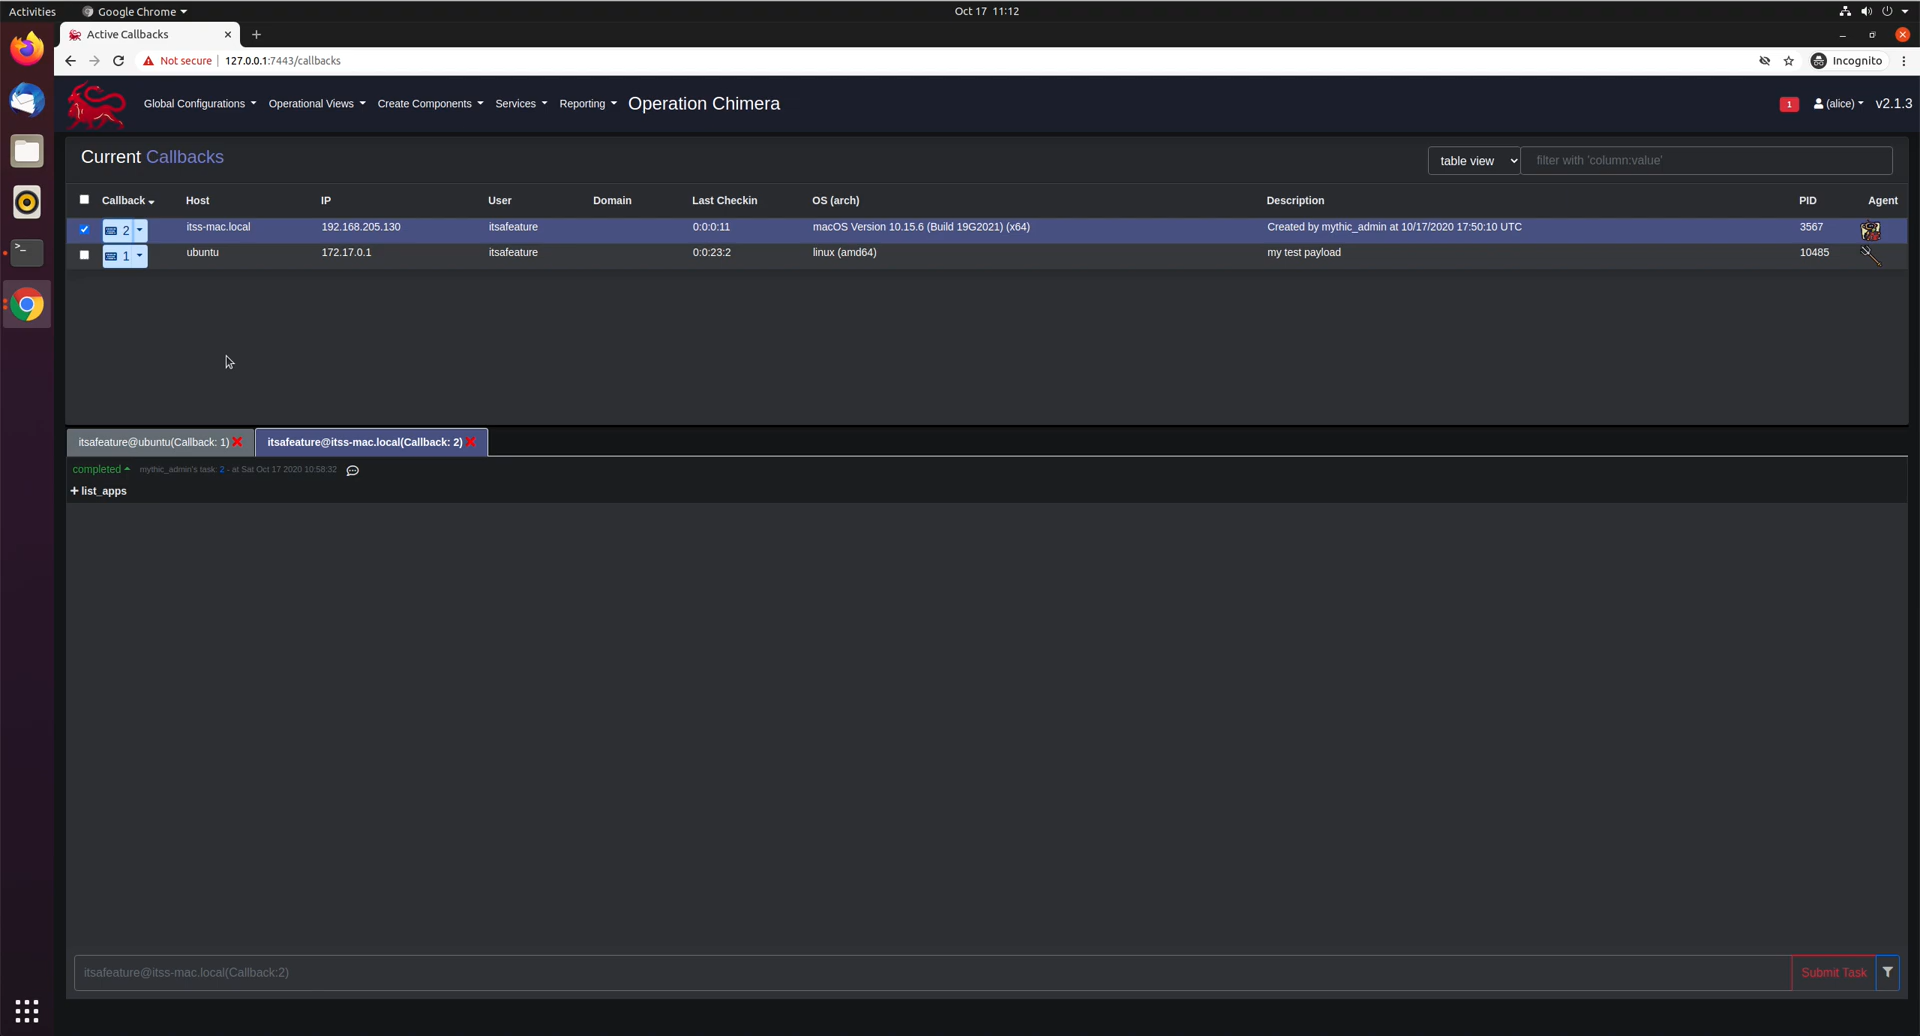 Activities Google Chrome Oct 17 11:12
Active Callbacks
Not secure 127.0.0.1:7443/callbacks Incognito
Global Configurations Operational Views Create Components Services Reporting Operation Chimera 1 (alice) v2.1.3
Current Callbacks table view filter with 'column:value'
Callback Host IP User Domain Last Checkin OS (arch) Description PID Agent
2 itss-mac.local 192.168.205.130 itsafeature 0:0:0:11 macOS Version 10.15.6 (Build 19G2021) (x64) Created by mythic_admin at 10/17/2020 17:50:10 UTC 3567
1 ubuntu 172.17.0.1 itsafeature 0:0:23:2 linux (amd64) my test payload 10485
itsafeature@ubuntu(Callback: 1) itsafeature@itss-mac.local(Callback: 2)
completed mythic_admin's task: 2 - at Sat Oct 17 2020 10:58:32
+ list_apps
itsafeature@itss-mac.local(Callback:2) Submit Task